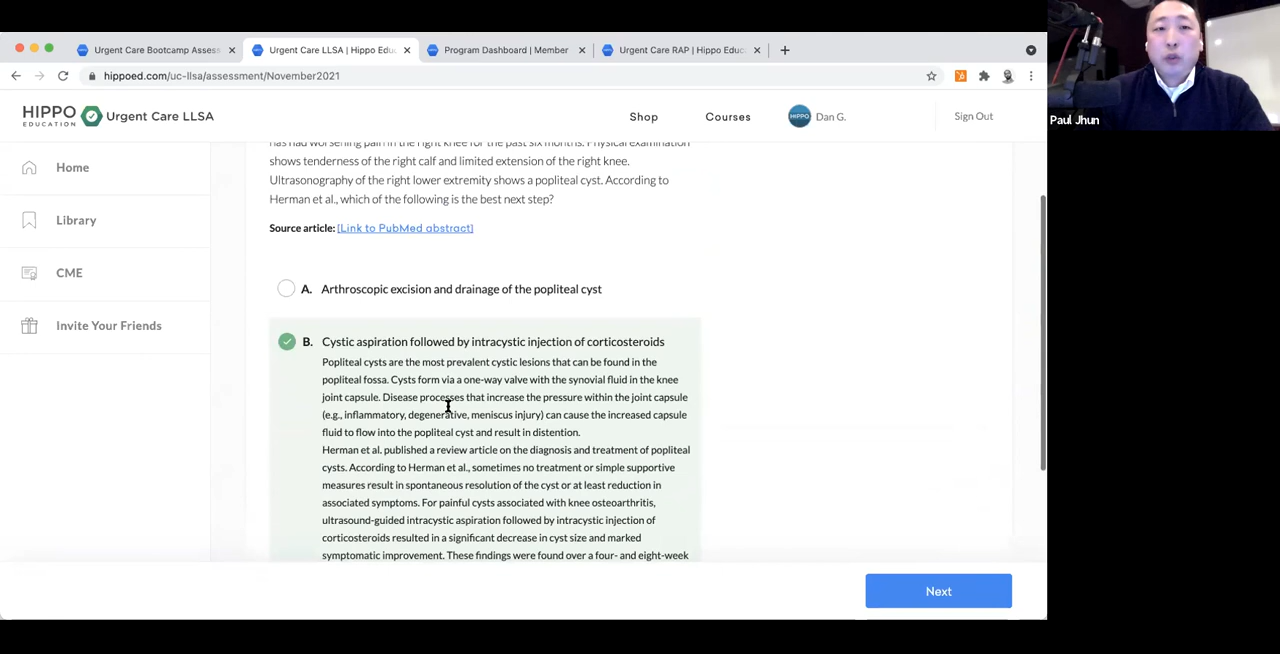 Urgent Care Bootcamp Assess
Urgent Care LLSA | Hippo Educ
Program Dashboard | Member
Urgent Care RAP | Hippo Educ
hippoed.com/uc-llsa/assessment/November2021
HIPPO
EDUCATION
Urgent Care LLSA
Shop
Courses
HIPPO
Dan G.
Sign Out
Paul Jhun
Home
Library
CME
Invite Your Friends
has had worsening pain in the right knee for the past six months. Physical examination
shows tenderness of the right calf and limited extension of the right knee.
Ultrasonography of the right lower extremity shows a popliteal cyst. According to
Herman et al., which of the following is the best next step?
Source article: [Link to PubMed abstract]
A. Arthroscopic excision and drainage of the popliteal cyst
B. Cystic aspiration followed by intracystic injection of corticosteroids
Popliteal cysts are the most prevalent cystic lesions that can be found in the
popliteal fossa. Cysts form via a one-way valve with the synovial fluid in the knee
joint capsule. Disease processes that increase the pressure within the joint capsule
(e.g., inflammatory, degenerative, meniscus injury) can cause the increased capsule
fluid to flow into the popliteal cyst and result in distention.
Herman et al. published a review article on the diagnosis and treatment of popliteal
cysts. According to Herman et al., sometimes no treatment or simple supportive
measures result in spontaneous resolution of the cyst or at least reduction in
associated symptoms. For painful cysts associated with knee osteoarthritis,
ultrasound-guided intracystic aspiration followed by intracystic injection of
corticosteroids resulted in a significant decrease in cyst size and marked
symptomatic improvement. These findings were found over a four- and eight-week
Next